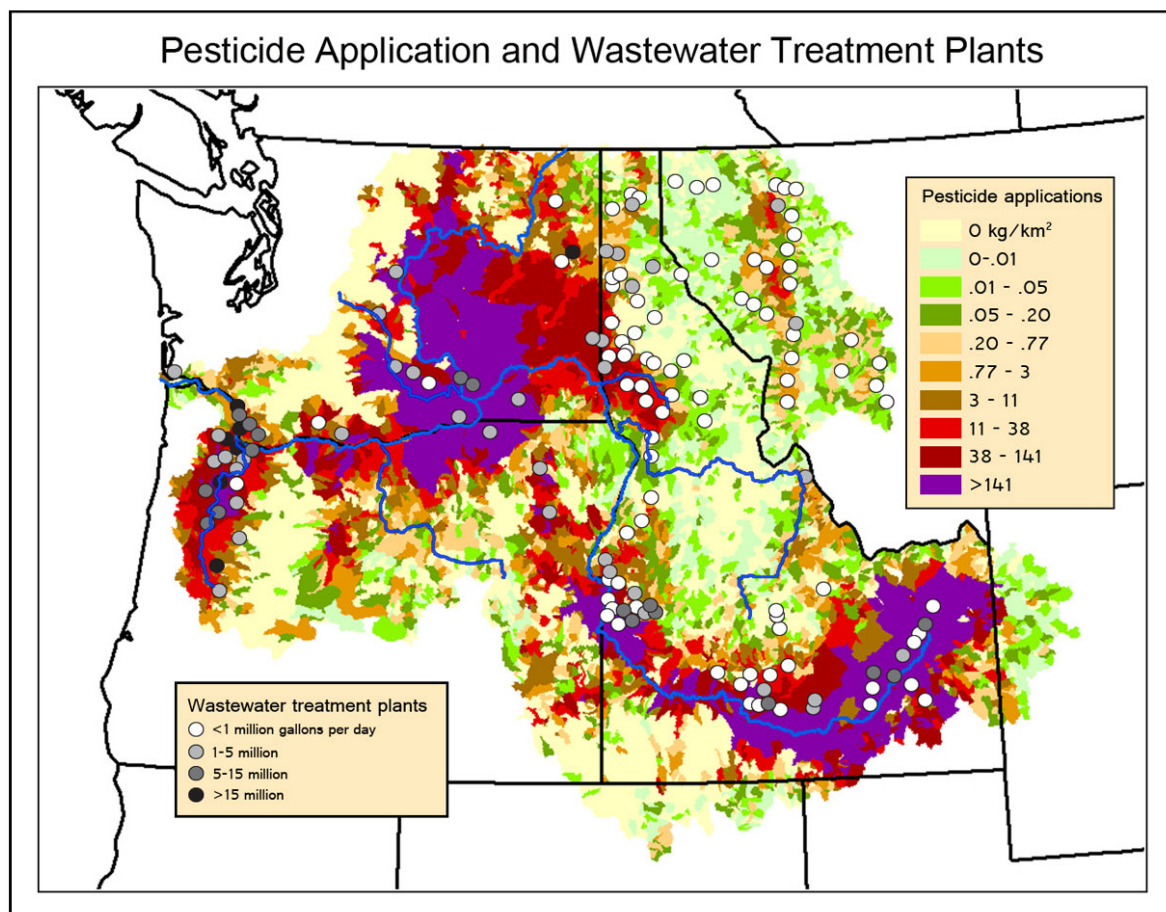 Pesticide Application and Wastewater Treatment Plants
Pesticide applications
0 kg/km²
0-.01
.01 - .05
.05 - .20
.20 - .77
.77 - 3
3 - 11
11 - 38
38 - 141
>141
Wastewater treatment plants
<1 million gallons per day
1-5 million
5-15 million
>15 million